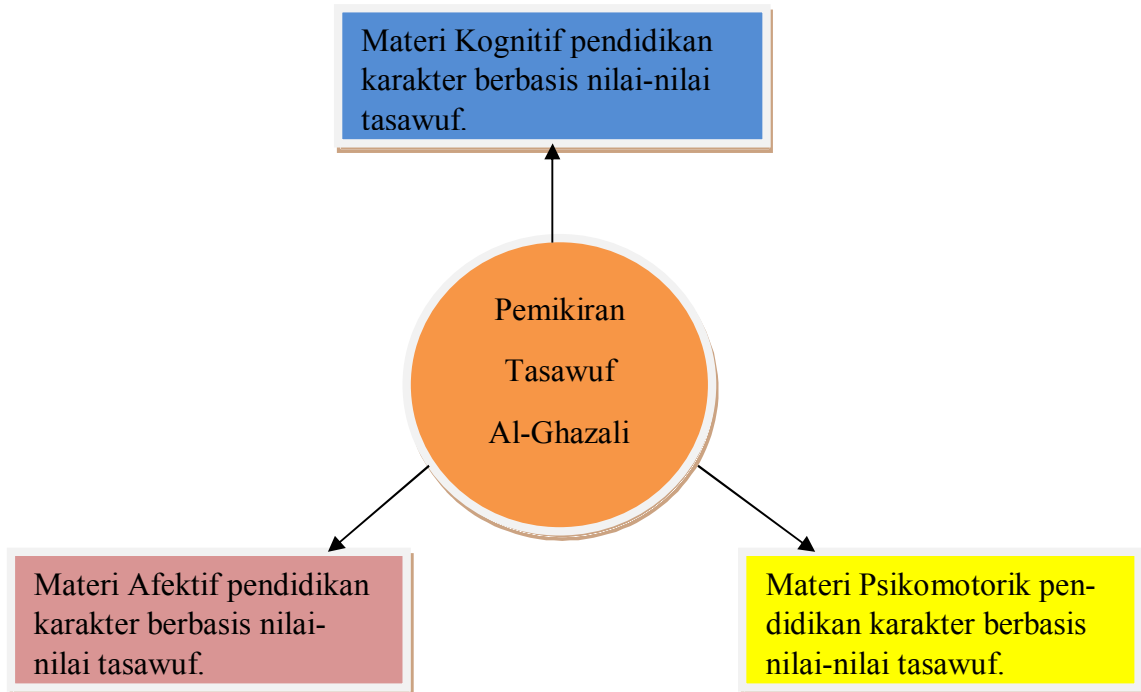 Materi Kognitif pendidikan
karakter berbasis nilai-nilai
tasawuf.
Pemikiran
Tasawuf
Al-Ghazali
Materi Afektif pendidikan
karakter berbasis nilai-
nilai tasawuf.
Materi Psikomotorik pen-
didikan karakter berbasis
nilai-nilai tasawuf.